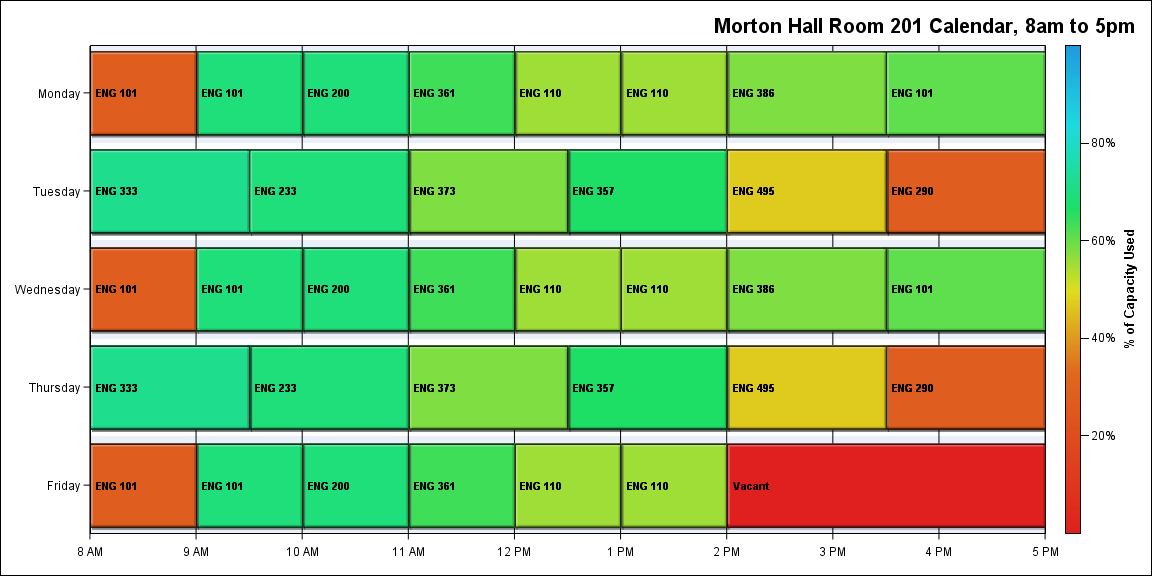 Morton Hall Room 201 Calendar, 8am to 5pm
Monday
ENG 101
ENG 101
ENG 200
ENG 361
ENG 110
ENG 110
ENG 386
ENG 101
Tuesday
ENG 333
ENG 233
ENG 373
ENG 357
ENG 495
ENG 290
Wednesday
ENG 101
ENG 101
ENG 200
ENG 361
ENG 110
ENG 110
ENG 386
ENG 101
Thursday
ENG 333
ENG 233
ENG 373
ENG 357
ENG 495
ENG 290
Friday
ENG 101
ENG 101
ENG 200
ENG 361
ENG 110
ENG 110
Vacant
8 AM
9 AM
10 AM
11 AM
12 PM
1 PM
2 PM
3 PM
4 PM
5 PM
80%
60%
40%
20%
% of Capacity Used